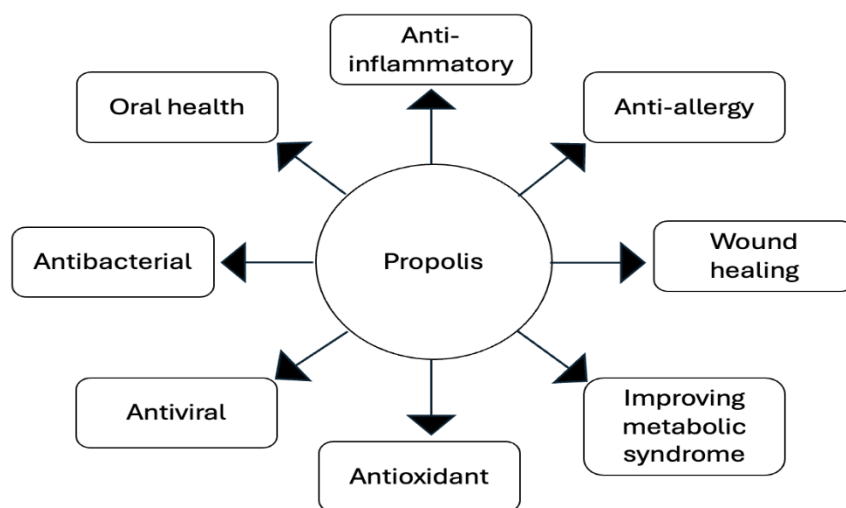 Anti-
inflammatory
Oral health
Anti-allergy
Antibacterial
Propolis
Wound
healing
Antiviral
Improving
metabolic
syndrome
Antioxidant